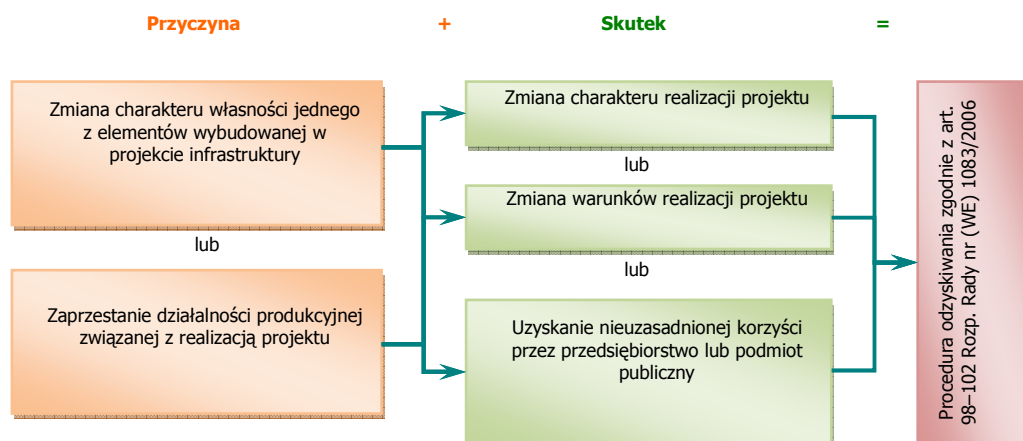 Przyczyna + Skutek =
Zmiana charakteru własności jednego
z elementów wybudowanej w
projekcie infrastruktury
lub
Zaprzestanie działalności produkcyjnej
związanej z realizacją projektu
Zmiana charakteru realizacji projektu
lub
Zmiana warunków realizacji projektu
lub
Uzyskanie nieuzasadnionej korzyści
przez przedsiębiorstwo lub podmiot
publiczny
Procedura odzyskiwania zgodnie z art.
98–102 Rozp. Rady nr (WE) 1083/2006